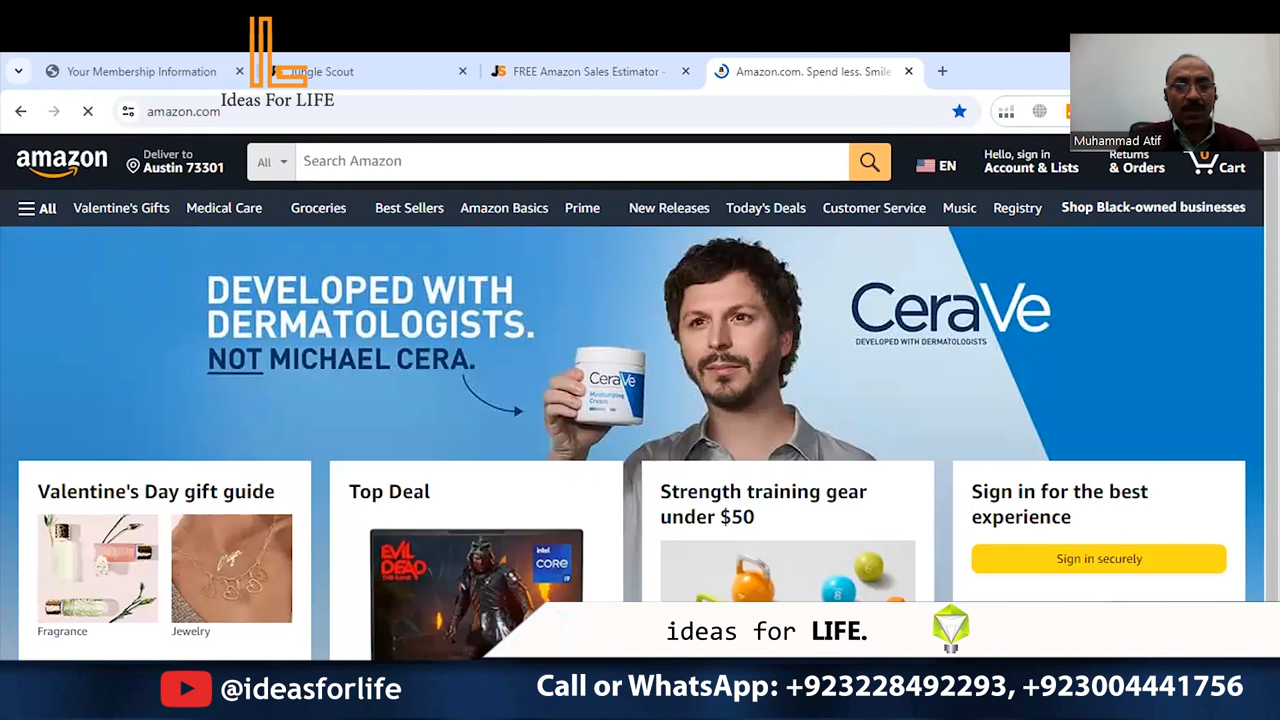 Your Membership Information
Jungle Scout
FREE Amazon Sales Estimator -
Amazon.com. Spend less. Smile
Ideas For LIFE
amazon.com
Muhammad Atif
amazon
Deliver to
Austin 73301
All
Search Amazon
EN
Hello, sign in
Account & Lists
Returns
& Orders
0
Cart
All
Valentine's Gifts
Medical Care
Groceries
Best Sellers
Amazon Basics
Prime
New Releases
Today's Deals
Customer Service
Music
Registry
Shop Black-owned businesses
DEVELOPED WITH
DERMATOLOGISTS.
NOT MICHAEL CERA.
CeraVe
Moisturizing
Cream
CeraVe
DEVELOPED WITH DERMATOLOGISTS
Valentine's Day gift guide
Fragrance
Jewelry
Top Deal
EVIL
DEAD
THE GAME
intel
CORE
i9
Strength training gear
under $50
8
Sign in for the best
experience
Sign in securely
ideas for LIFE.
@ideasforlife
Call or WhatsApp: +923228492293, +923004441756